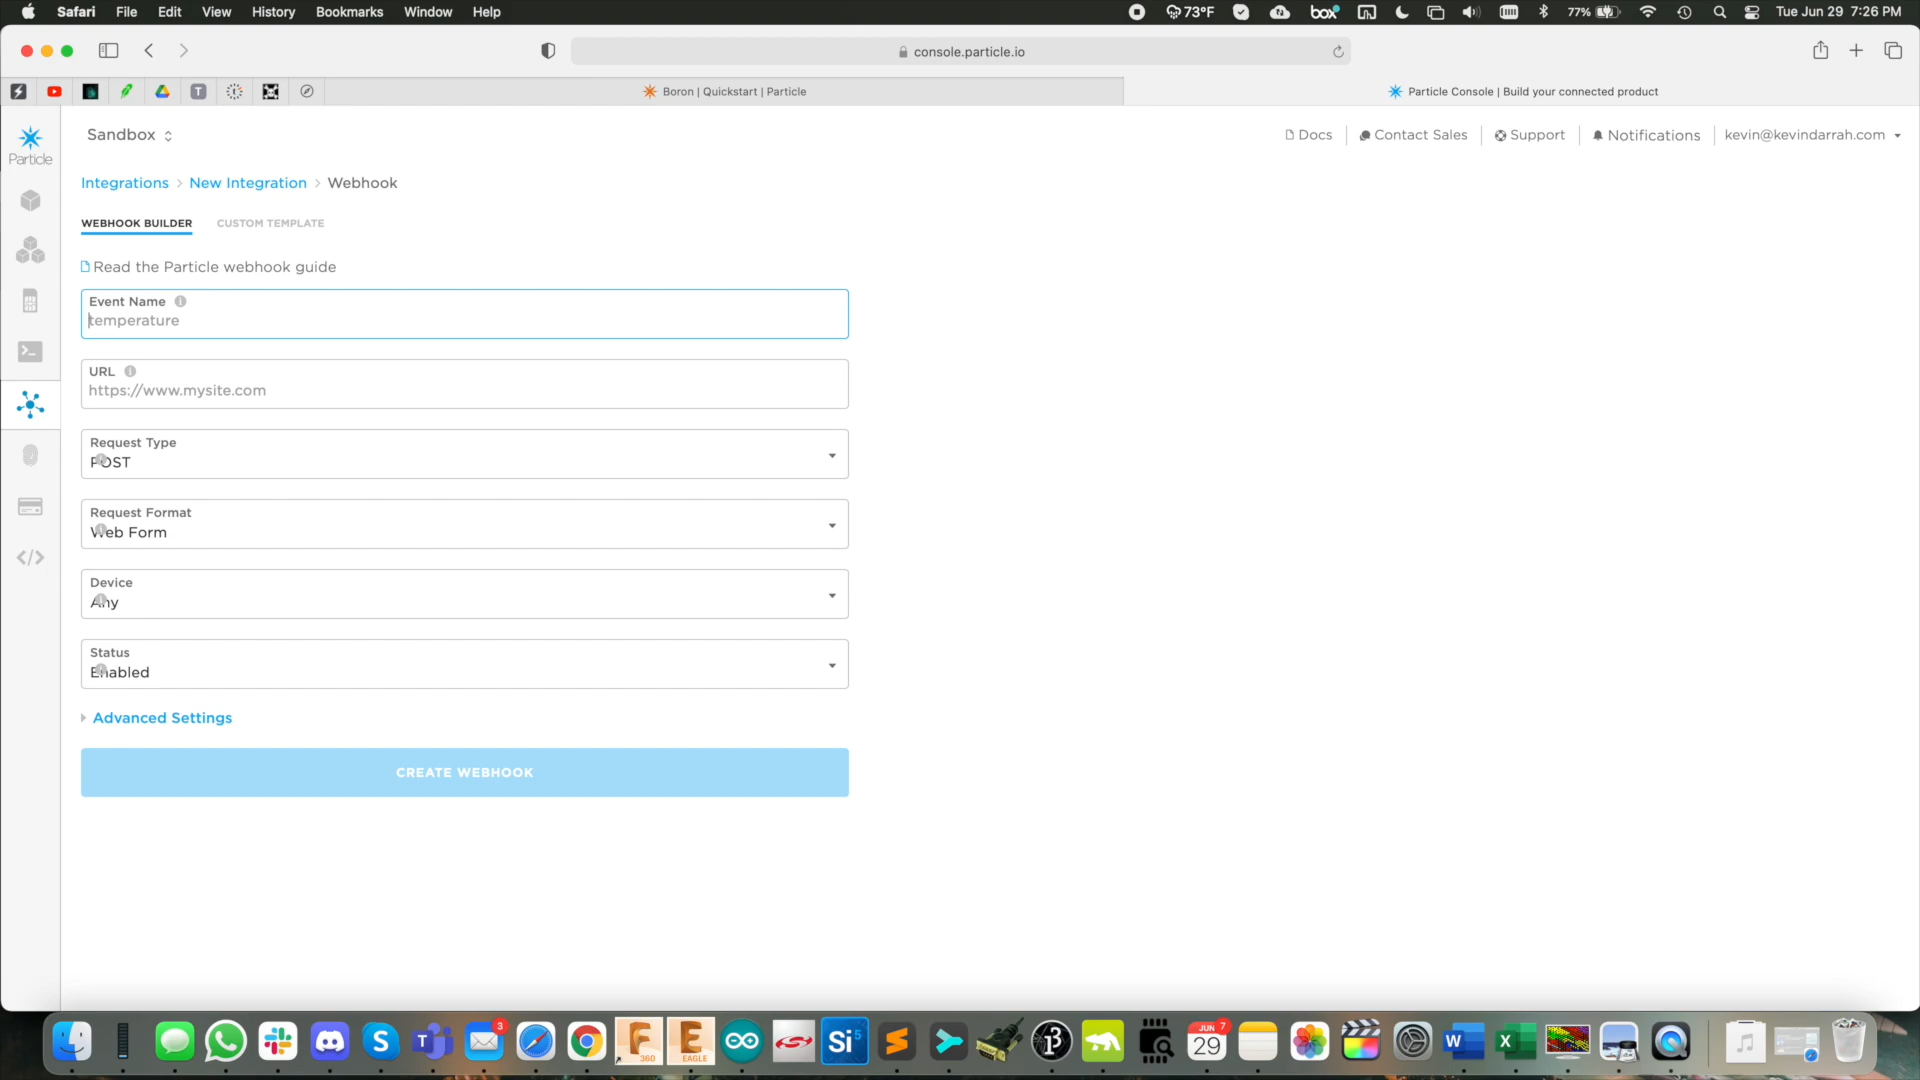 Safari File Edit View History Bookmarks Window Help 73°F box 77% Tue Jun 29 7:26 PM
console.particle.io
T Boron | Quickstart | Particle Particle Console | Build your connected product
Particle
Sandbox Docs Contact Sales Support Notifications kevin@kevindarrah.com
Integrations > New Integration > Webhook
WEBHOOK BUILDER CUSTOM TEMPLATE
Read the Particle webhook guide
Event Name
temperature
URL
https://www.mysite.com
Request Type
POST
Request Format
Web Form
Device
Any
Status
Enabled
Advanced Settings
CREATE WEBHOOK
3
JUN 7
29
F 360
E EAGLE
S
T
Si5
13
W
X